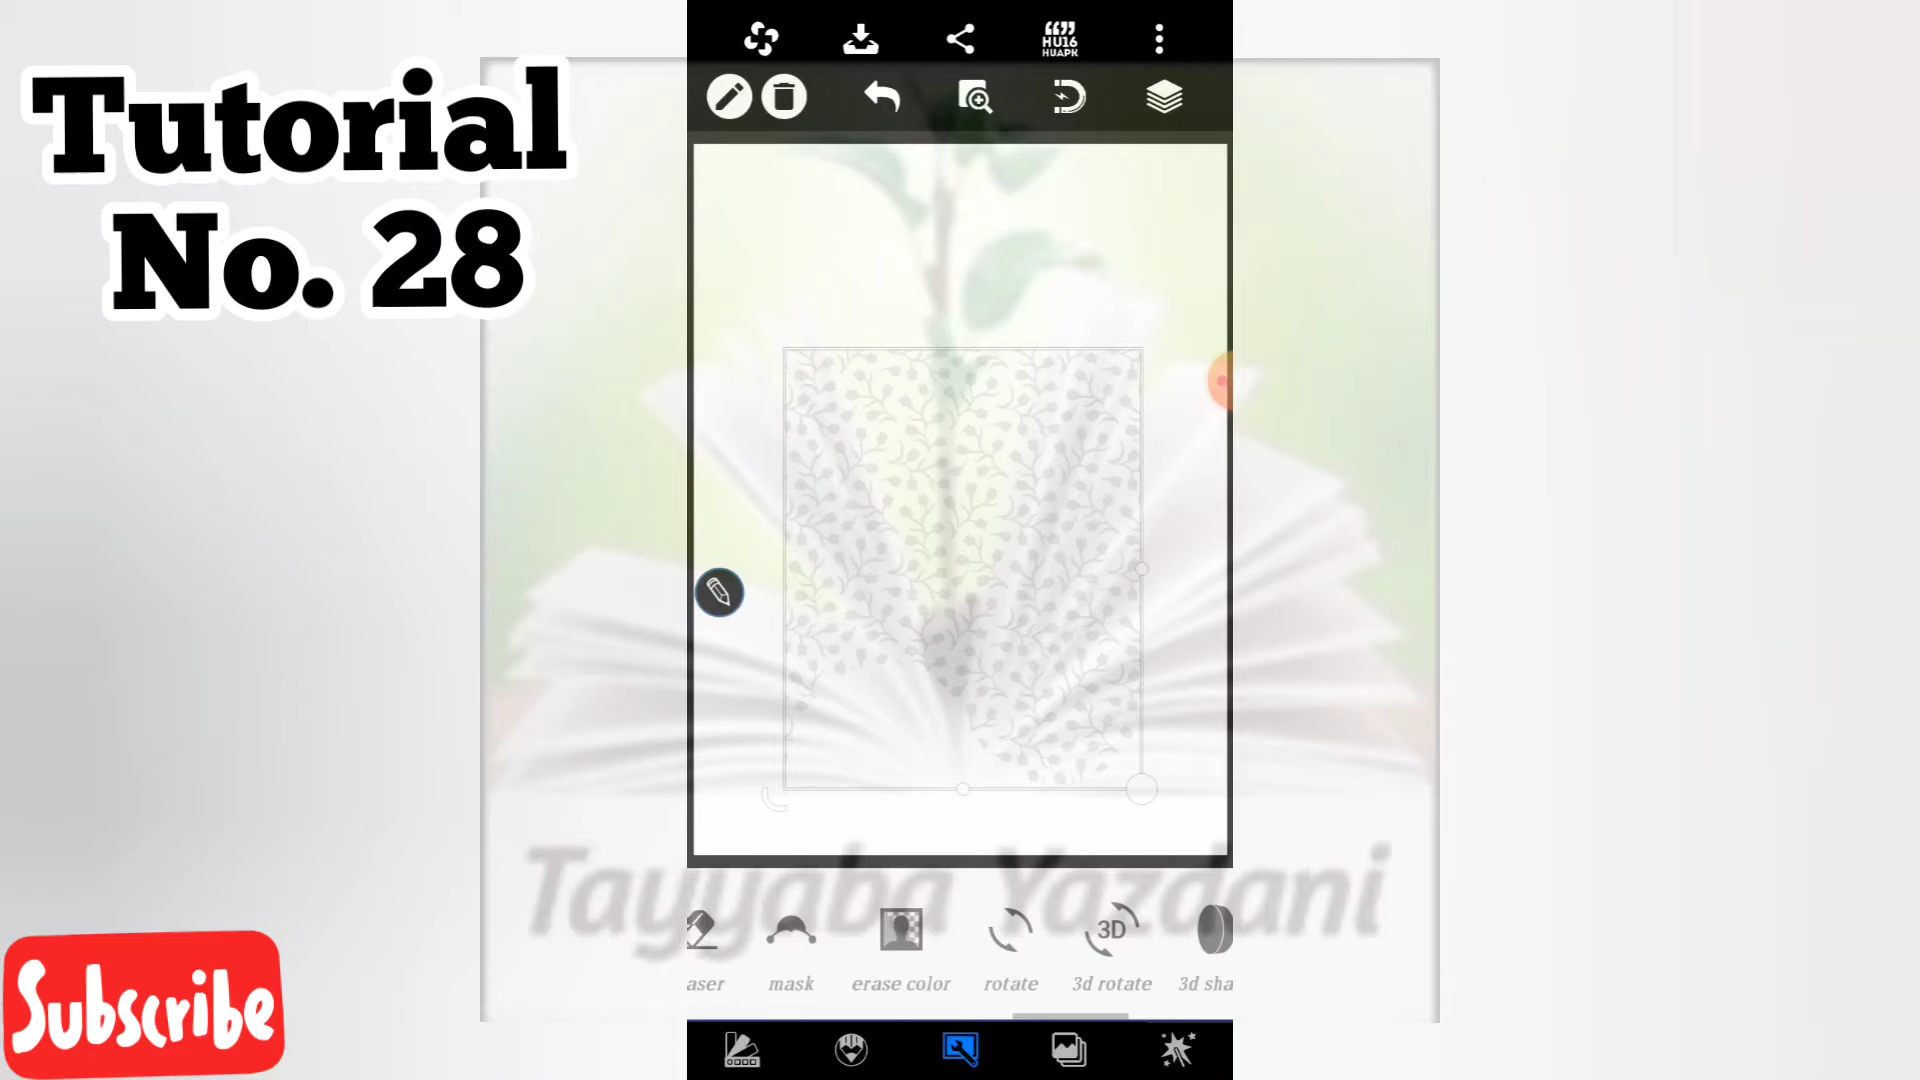 Tutorial
No. 28
HU16
HUAPK
Tayyaba Yazdani
aser
mask
erase color
3D
rotate
3d rotate
3d sha
Subscribe